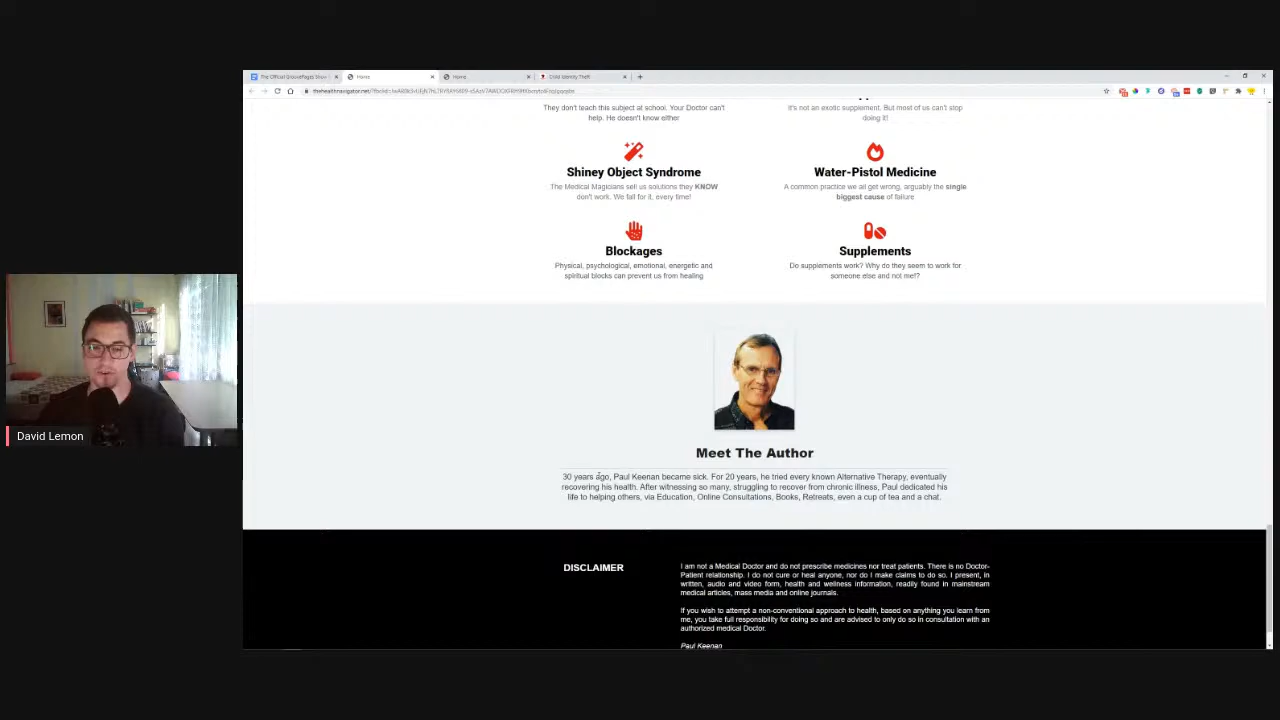 The Official GroovePages Show
Home
Home
Child Identity Theft
They don't teach this subject at school. Your Doctor can't
help. He doesn't know either
It's not an exotic supplement. But most of us can't stop
doing it!
Shiney Object Syndrome
The Medical Magicians sell us solutions they KNOW
don't work. We fall for it, every time!
Water-Pistol Medicine
A common practice we all get wrong, arguably the single
biggest cause of failure
Blockages
Physical, psychological, emotional, energetic and
spiritual blocks can prevent us from healing
Supplements
Do supplements work? Why do they seem to work for
someone else and not me!?
David Lemon
Meet The Author
30 years ago, Paul Keenan became sick. For 20 years, he tried every known Alternative Therapy, eventually
recovering his health. After witnessing so many, struggling to recover from chronic illness, Paul dedicated his
life to helping others, via Education, Online Consultations, Books, Retreats, even a cup of tea and a chat.
DISCLAIMER
I am not a Medical Doctor and do not prescribe medicines nor treat patients. There is no Doctor-
Patient relationship. I do not cure or heal anyone, nor do I make claims to do so. I present, in
written, audio and video form, health and wellness information, readily found in mainstream
medical articles, mass media and online journals.
If you wish to attempt a non-conventional approach to health, based on anything you learn from
me, you take full responsibility for doing so and are advised to only do so in consultation with an
authorized medical Doctor.
Paul Keenan